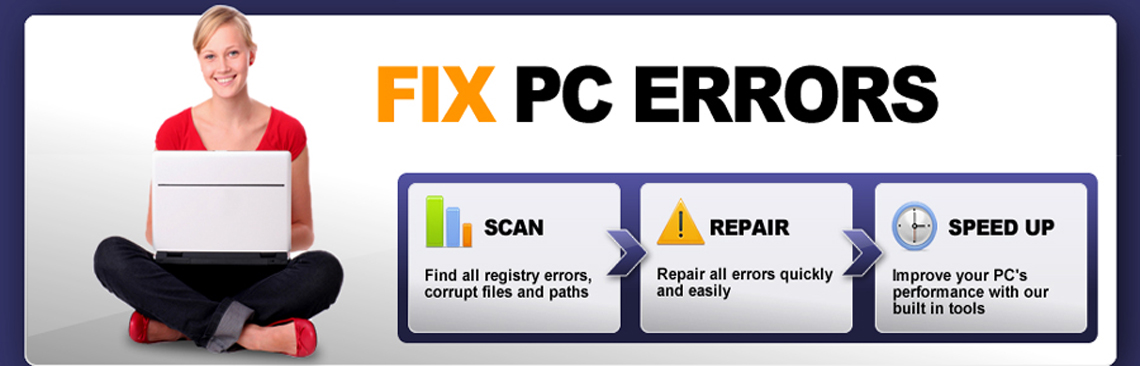 FIX PC ERRORS
SCAN
Find all registry errors,
corrupt files and paths
REPAIR
Repair all errors quickly
and easily
SPEED UP
Improve your PC's
performance with our
built in tools